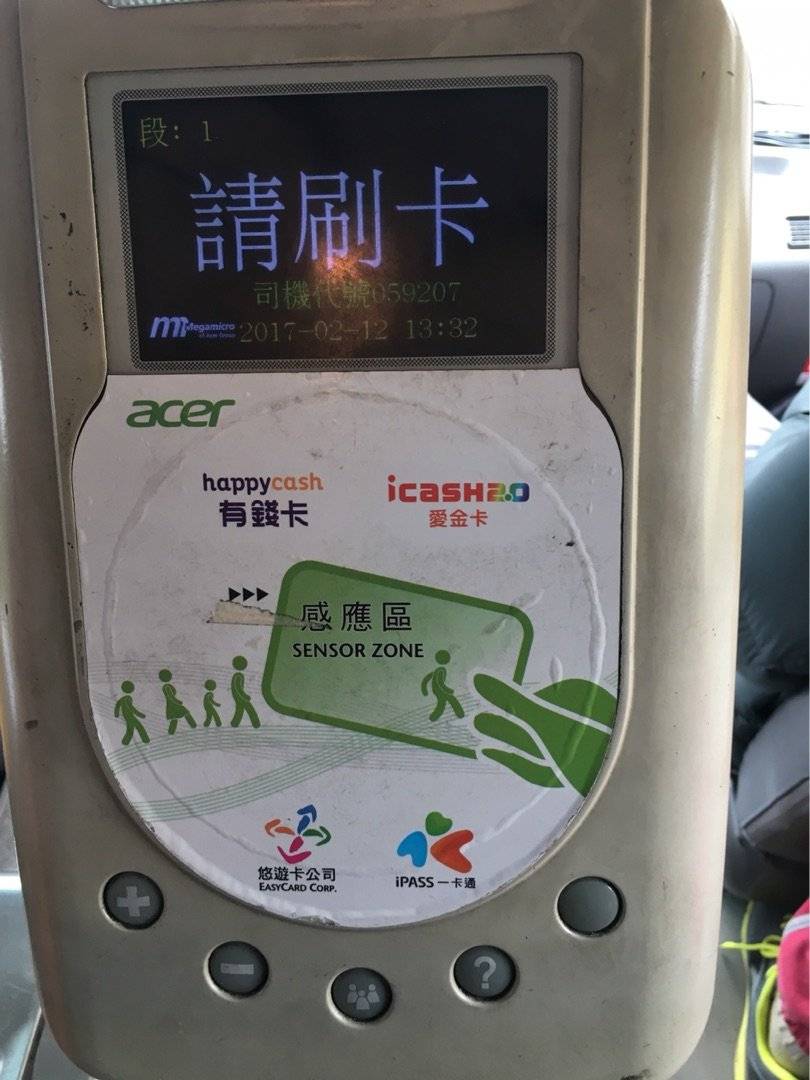 段: 1
請刷卡
司機代號059207
Megamicro
2017-02-12 13:32
acer
happycash
有錢卡
icash2.0
愛金卡
感應區
SENSOR ZONE
悠遊卡公司
EASYCARD CORP.
iPASS 一卡通
?